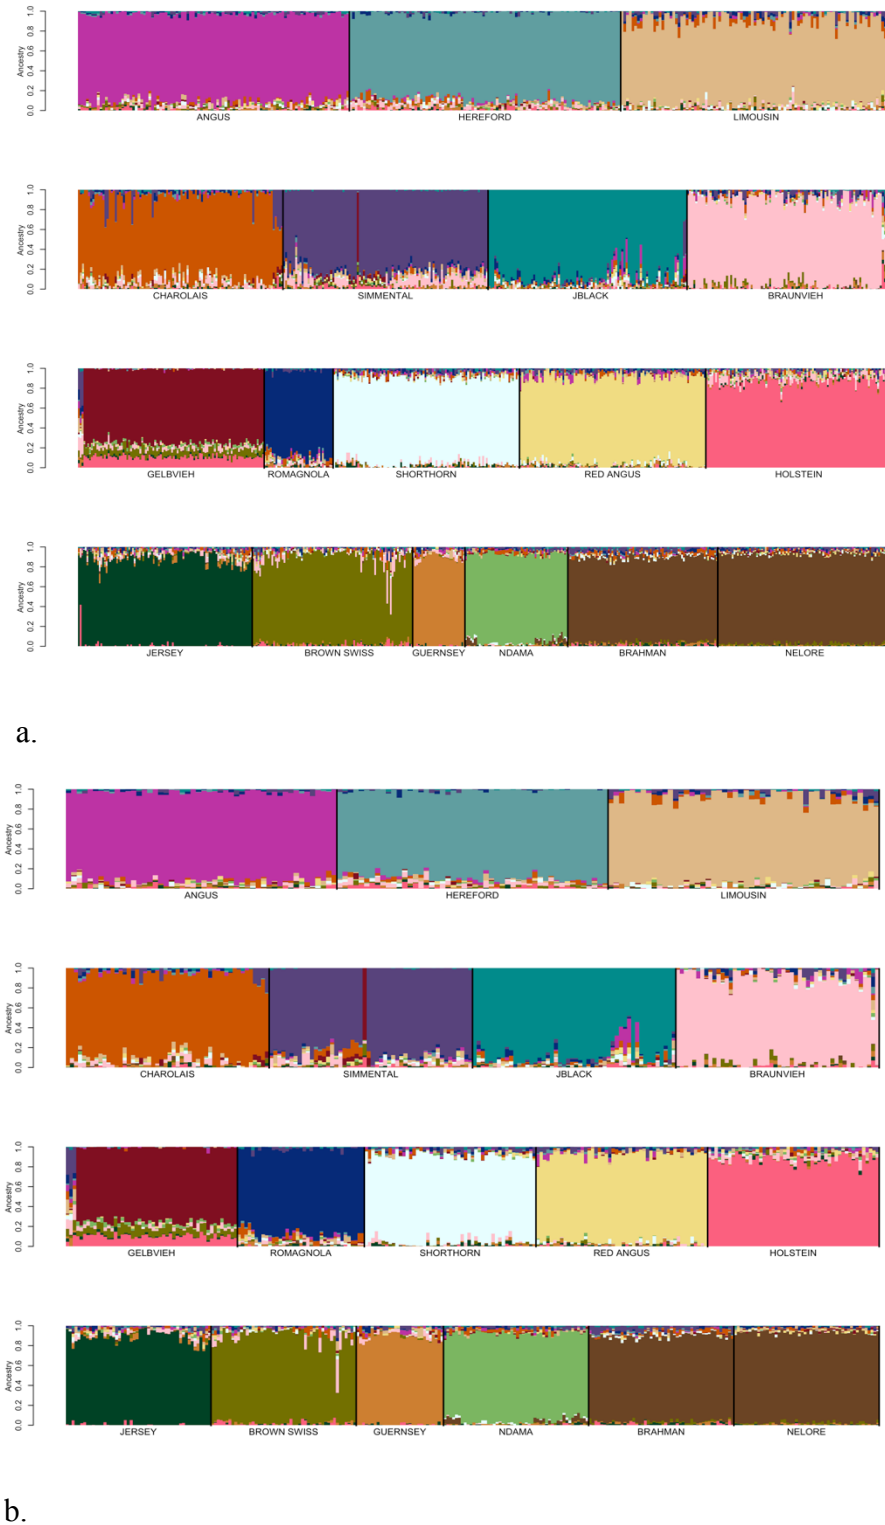 1.0
0.8
0.6
0.4
0.2
0.0
Ancestry
ANGUS HEREFORD LIMOUSIN
1.0
0.8
0.6
0.4
0.2
0.0
Ancestry
CHAROLAIS SIMMENTAL JBLACK BRAUNVIEH
1.0
0.8
0.6
0.4
0.2
0.0
Ancestry
GELBVIEH ROMAGNOLA SHORTHORN RED ANGUS HOLSTEIN
1.0
0.8
0.6
0.4
0.2
0.0
Ancestry
JERSEY BROWN SWISS GUERNSEY NDAMA BRAHMAN NELORE
a.
1.0
0.8
0.6
0.4
0.2
0.0
Ancestry
ANGUS HEREFORD LIMOUSIN
1.0
0.8
0.6
0.4
0.2
0.0
Ancestry
CHAROLAIS SIMMENTAL JBLACK BRAUNVIEH
1.0
0.8
0.6
0.4
0.2
0.0
Ancestry
GELBVIEH ROMAGNOLA SHORTHORN RED ANGUS HOLSTEIN
1.0
0.8
0.6
0.4
0.2
0.0
Ancestry
JERSEY BROWN SWISS GUERNSEY NDAMA BRAHMAN NELORE
b.